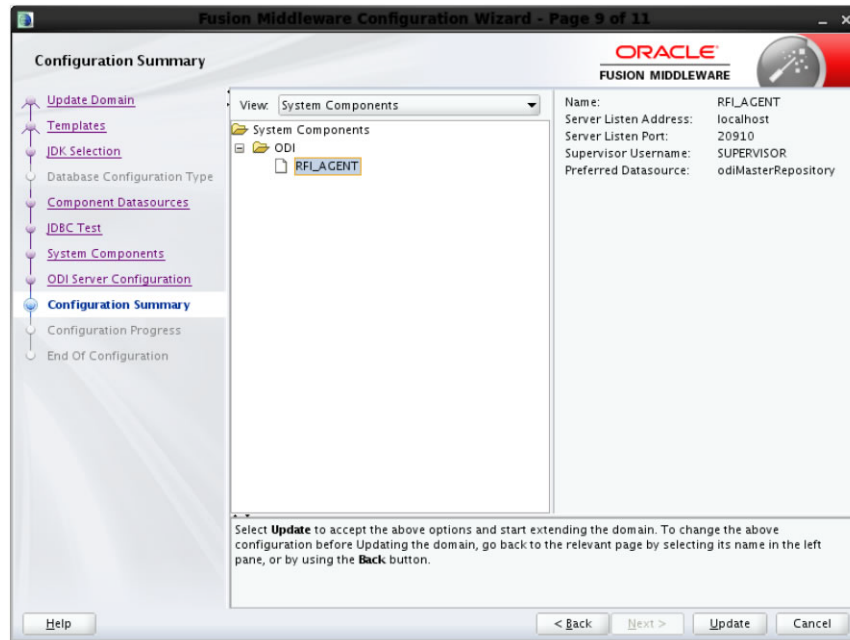 Fusion Middleware Configuration Wizard - Page 9 of 11
Configuration Summary
ORACLE
FUSION MIDDLEWARE
Update Domain
Templates
JDK Selection
Database Configuration Type
Component Datasources
JDBC Test
System Components
ODI Server Configuration
Configuration Summary
Configuration Progress
End Of Configuration
View: System Components
System Components
ODI
RFI_AGENT
Name: RFI_AGENT
Server Listen Address: localhost
Server Listen Port: 20910
Supervisor Username: SUPERVISOR
Preferred Datasource: odiMasterRepository
Select Update to accept the above options and start extending the domain. To change the above
configuration before Updating the domain, go back to the relevant page by selecting its name in the left
pane, or by using the Back button.
Help
< Back
Next >
Update
Cancel